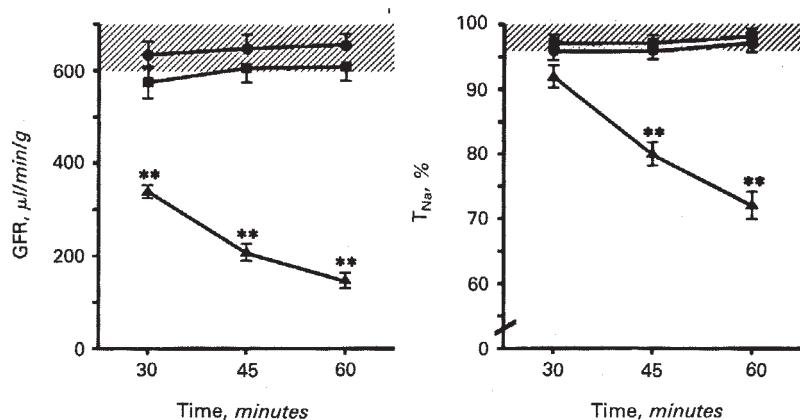 GFR, µl/min/g
600
400
200
0
**
**
**
30 45 60
Time, minutes
T_Na, %
100
90
80
70
60
0
**
**
30 45 60
Time, minutes